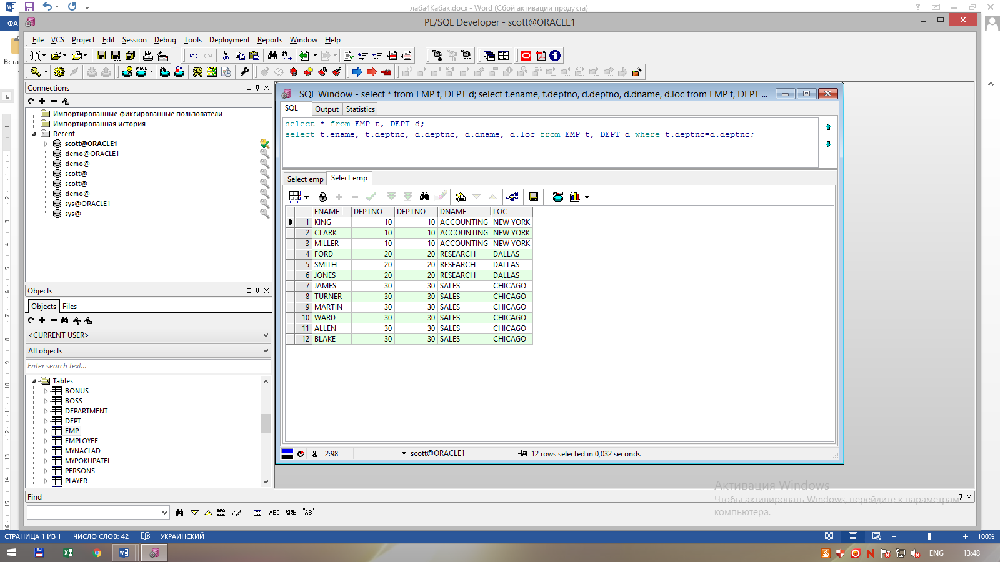 лаба4Кабак.docx - Word (Сбой активации продукта)
ФА
Вста
PL/SQL Developer - scott@ORACLE1
File VCS Project Edit Session Debug Tools Deployment Reports Window Help
Connections
Импортированные фиксированные пользователи
Импортированная история
Recent
scott@ORACLE1
demo@ORACLE1
demo@
scott@
scott@
demo@
sys@ORACLE1
sys@
Objects
Objects Files
<CURRENT USER>
All objects
Enter search text...
Tables
BONUS
BOSS
DEPARTMENT
DEPT
EMP
EMPLOYEE
MYNACLAD
MYPOKUPATEL
PERSONS
PLAYER
SQL Window - select * from EMP t, DEPT d; select t.ename, t.deptno, d.deptno, d.dname, d.loc from EMP t, DEPT ...
SQL Output Statistics
select * from EMP t, DEPT d;
select t.ename, t.deptno, d.deptno, d.dname, d.loc from EMP t, DEPT d where t.deptno=d.deptno;
Select emp Select emp
ENAME DEPTNO DEPTNO DNAME LOC
1 KING 10 10 ACCOUNTING NEW YORK
2 CLARK 10 10 ACCOUNTING NEW YORK
3 MILLER 10 10 ACCOUNTING NEW YORK
4 FORD 20 20 RESEARCH DALLAS
5 SMITH 20 20 RESEARCH DALLAS
6 JONES 20 20 RESEARCH DALLAS
7 JAMES 30 30 SALES CHICAGO
8 TURNER 30 30 SALES CHICAGO
9 MARTIN 30 30 SALES CHICAGO
10 WARD 30 30 SALES CHICAGO
11 ALLEN 30 30 SALES CHICAGO
12 BLAKE 30 30 SALES CHICAGO
& 2:98 scott@ORACLE1 12 rows selected in 0,032 seconds
Активация Windows
Чтобы активировать Windows, перейдите к параметрам
компьютера.
Find
ABC "AB"
СТРАНИЦА 1 ИЗ 1 ЧИСЛО СЛОВ: 42 УКРАИНСКИЙ 100%
ENG 13:48